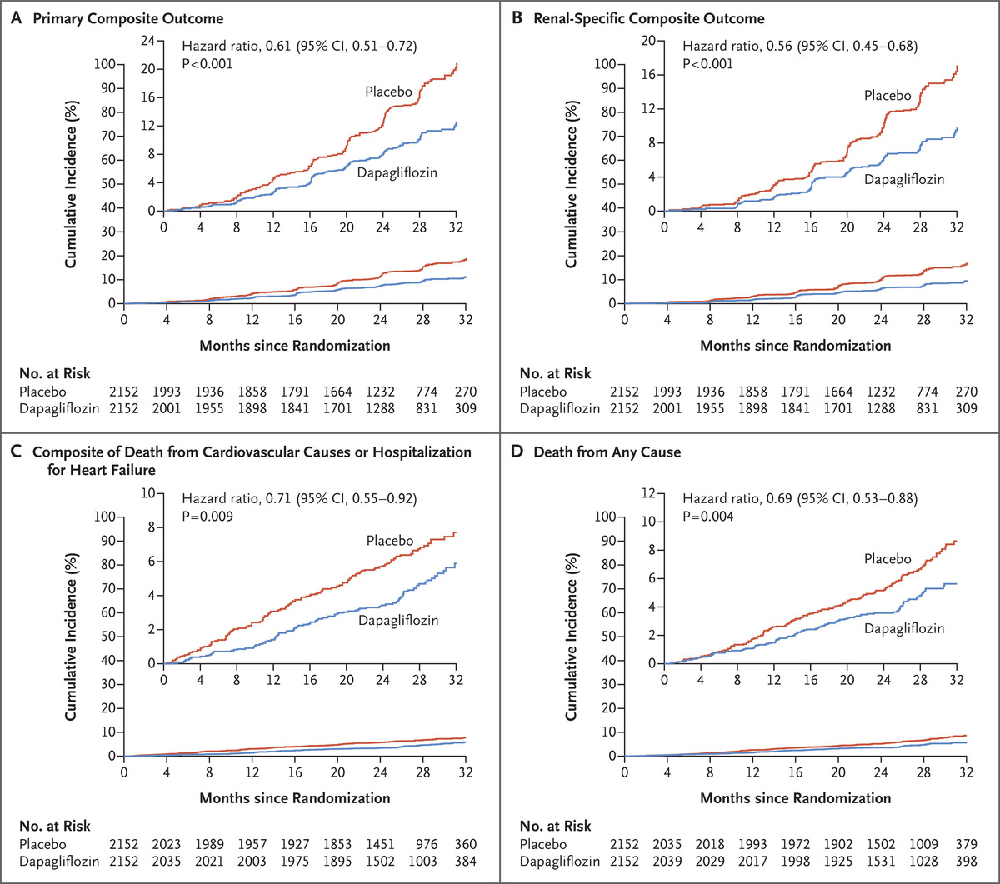 A Primary Composite Outcome
Hazard ratio, 0.61 (95% CI, 0.51–0.72)
P<0.001
Placebo
Dapagliflozin
24
20
16
12
8
4
0
0 4 8 12 16 20 24 28 32
Cumulative Incidence (%)
100
90
80
70
60
50
40
30
20
10
0
0 4 8 12 16 20 24 28 32
Months since Randomization
No. at Risk
Placebo 2152 1993 1936 1858 1791 1664 1232 774 270
Dapagliflozin 2152 2001 1955 1898 1841 1701 1288 831 309
B Renal-Specific Composite Outcome
Hazard ratio, 0.56 (95% CI, 0.45–0.68)
P<0.001
Placebo
Dapagliflozin
20
16
12
8
4
0
0 4 8 12 16 20 24 28 32
Cumulative Incidence (%)
100
90
80
70
60
50
40
30
20
10
0
0 4 8 12 16 20 24 28 32
Months since Randomization
No. at Risk
Placebo 2152 1993 1936 1858 1791 1664 1232 774 270
Dapagliflozin 2152 2001 1955 1898 1841 1701 1288 831 309
C Composite of Death from Cardiovascular Causes or Hospitalization
for Heart Failure
Hazard ratio, 0.71 (95% CI, 0.55–0.92)
P=0.009
Placebo
Dapagliflozin
10
8
6
4
2
0
0 4 8 12 16 20 24 28 32
Cumulative Incidence (%)
100
90
80
70
60
50
40
30
20
10
0
0 4 8 12 16 20 24 28 32
Months since Randomization
No. at Risk
Placebo 2152 2023 1989 1957 1927 1853 1451 976 360
Dapagliflozin 2152 2035 2021 2003 1975 1895 1502 1003 384
D Death from Any Cause
Hazard ratio, 0.69 (95% CI, 0.53–0.88)
P=0.004
Placebo
Dapagliflozin
12
10
8
6
4
2
0
0 4 8 12 16 20 24 28 32
Cumulative Incidence (%)
100
90
80
70
60
50
40
30
20
10
0
0 4 8 12 16 20 24 28 32
Months since Randomization
No. at Risk
Placebo 2152 2035 2018 1993 1972 1902 1502 1009 379
Dapagliflozin 2152 2039 2029 2017 1998 1925 1531 1028 398